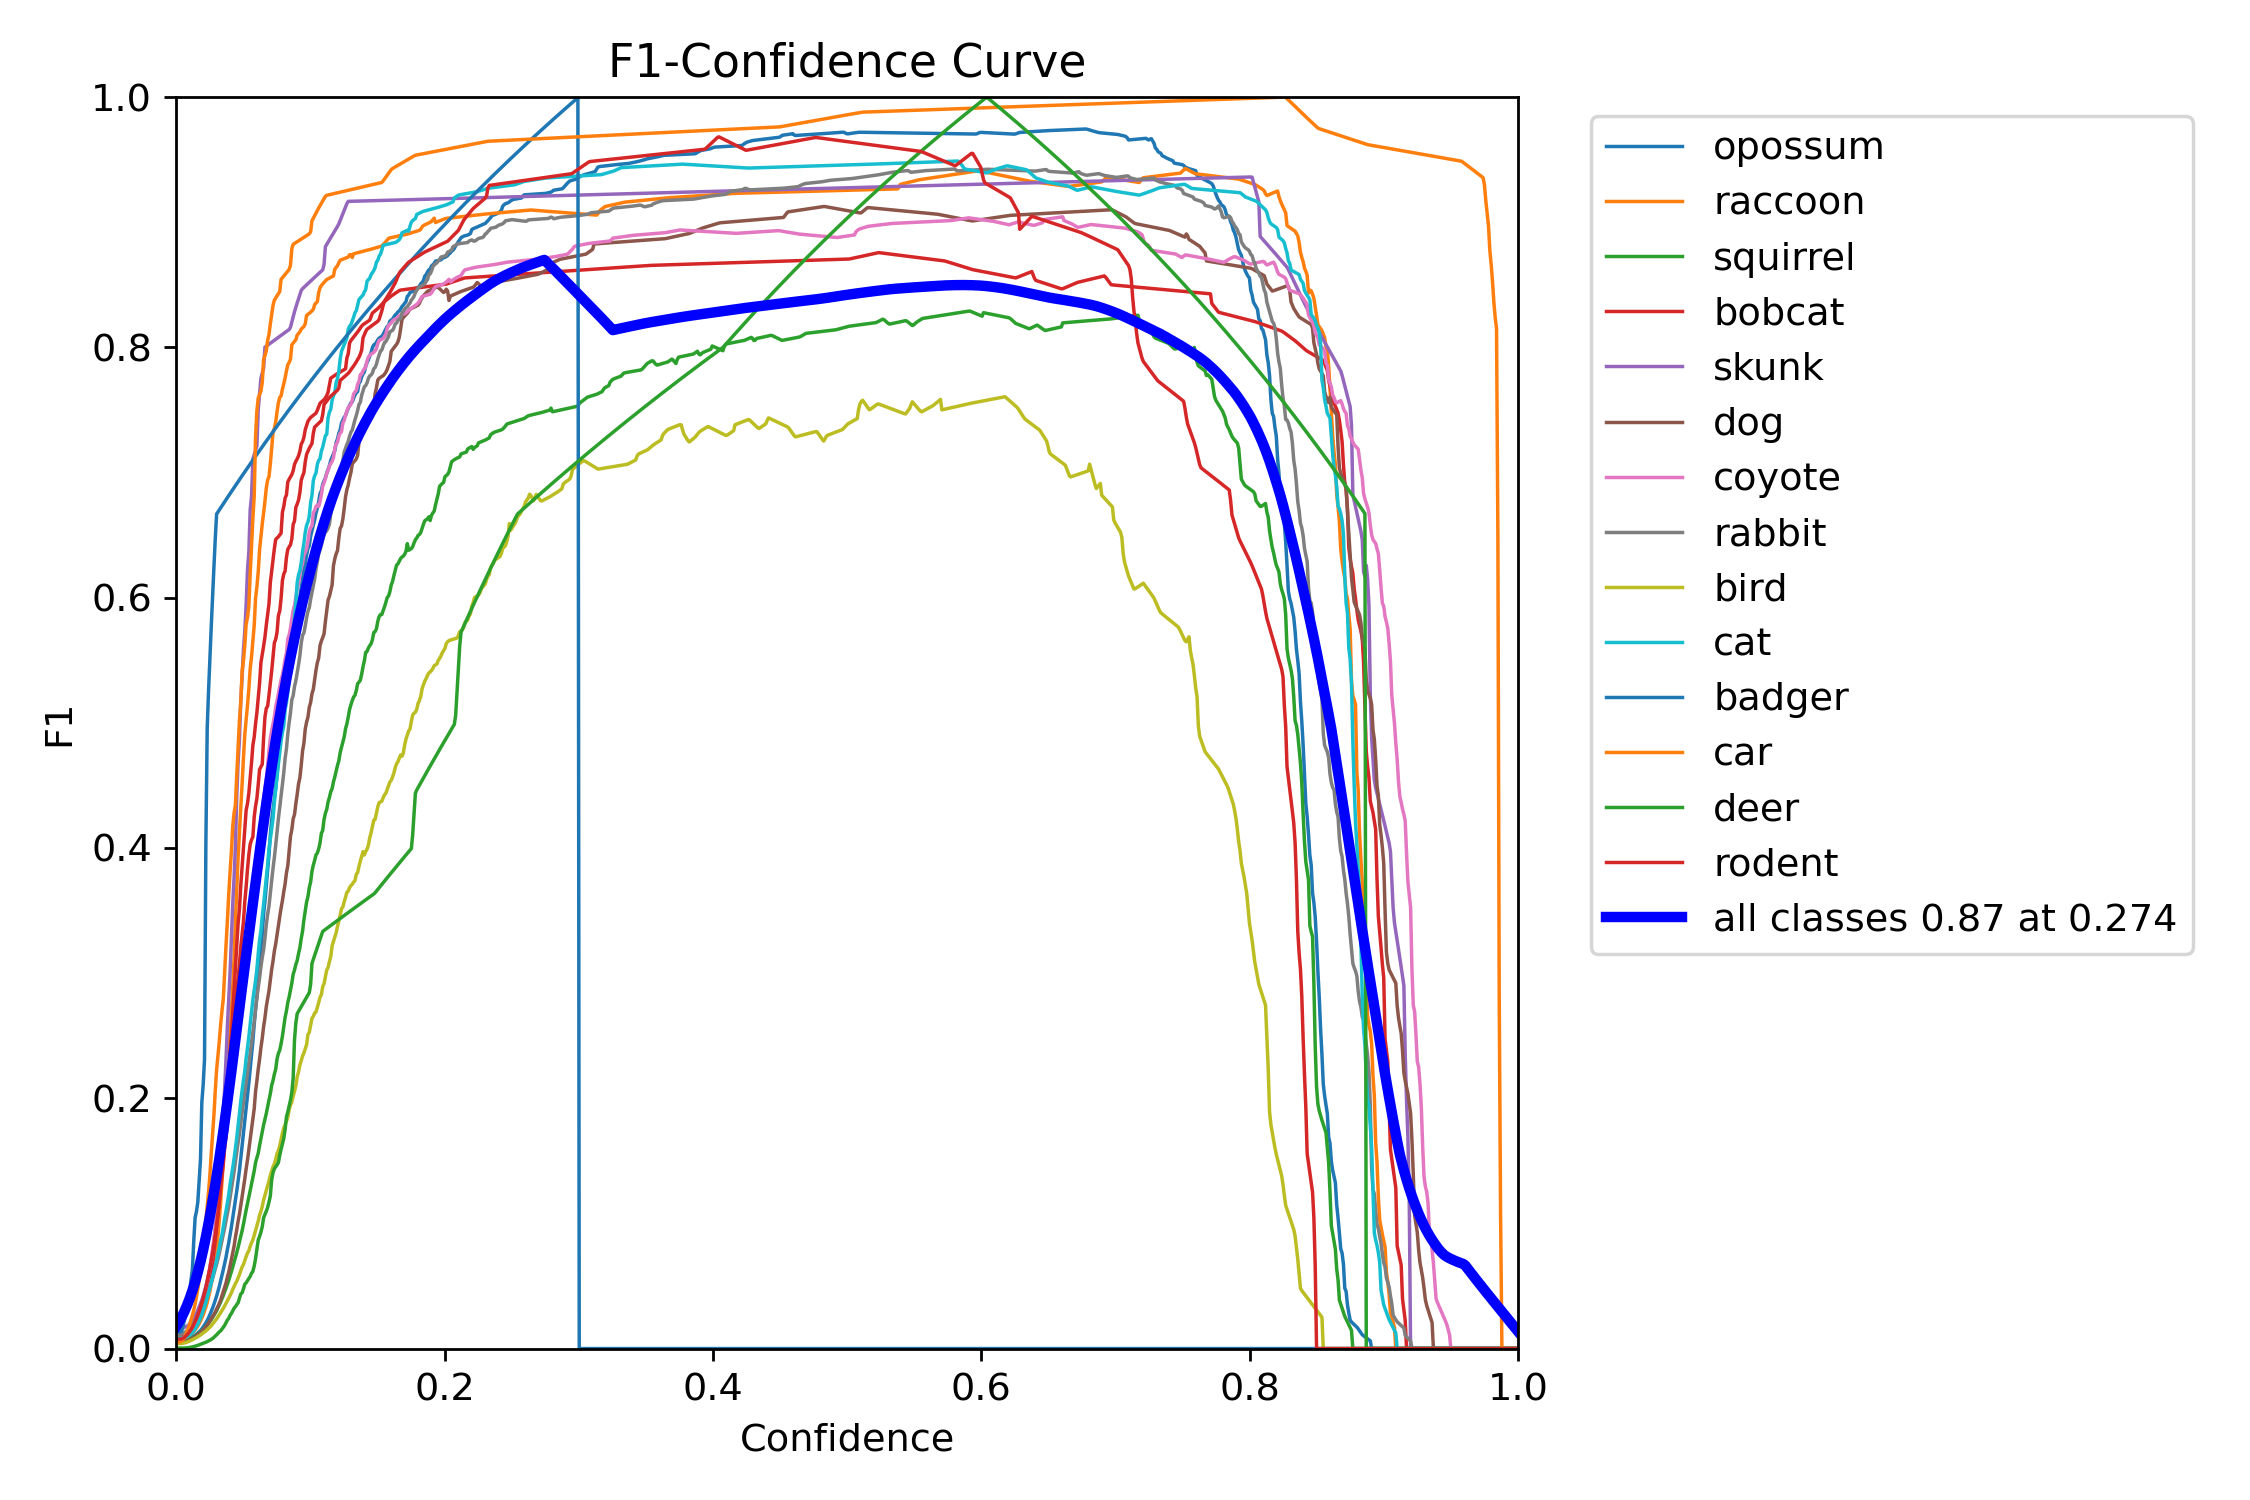 F1-Confidence Curve
1.0
0.8
0.6
0.4
0.2
0.0
F1
0.0 0.2 0.4 0.6 0.8 1.0
Confidence
opossum
raccoon
squirrel
bobcat
skunk
dog
coyote
rabbit
bird
cat
badger
car
deer
rodent
all classes 0.87 at 0.274